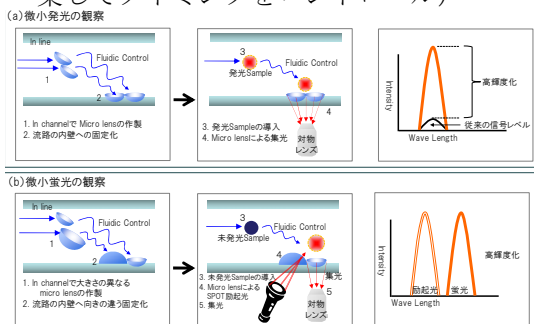 (a)微小発光の観察
In line
Fluidic Control
1
2
1. In channelで Micro lensの作製
2. 流路の内壁への固定化
3
発光Sample
Fluidic Control
4
3. 発光Sampleの導入
4. Micro lensによる集光
対物
レンズ
Intensity
Wave Length
高輝度化
従来の信号レベル
(b)微小蛍光の観察
In line
Fluidic Control
1
2
1. In channelで大きさの異なる
micro lensの作製
2. 流路の内壁へ向きの違う固定化
3
未発光Sample
Fluidic Control
4
3. 未発光Sampleの導入
4. Micro lensによる
SPOT励起光
5. 集光
集光
5
対物
レンズ
Intensity
励起光
蛍光
Wave Length
高輝度化